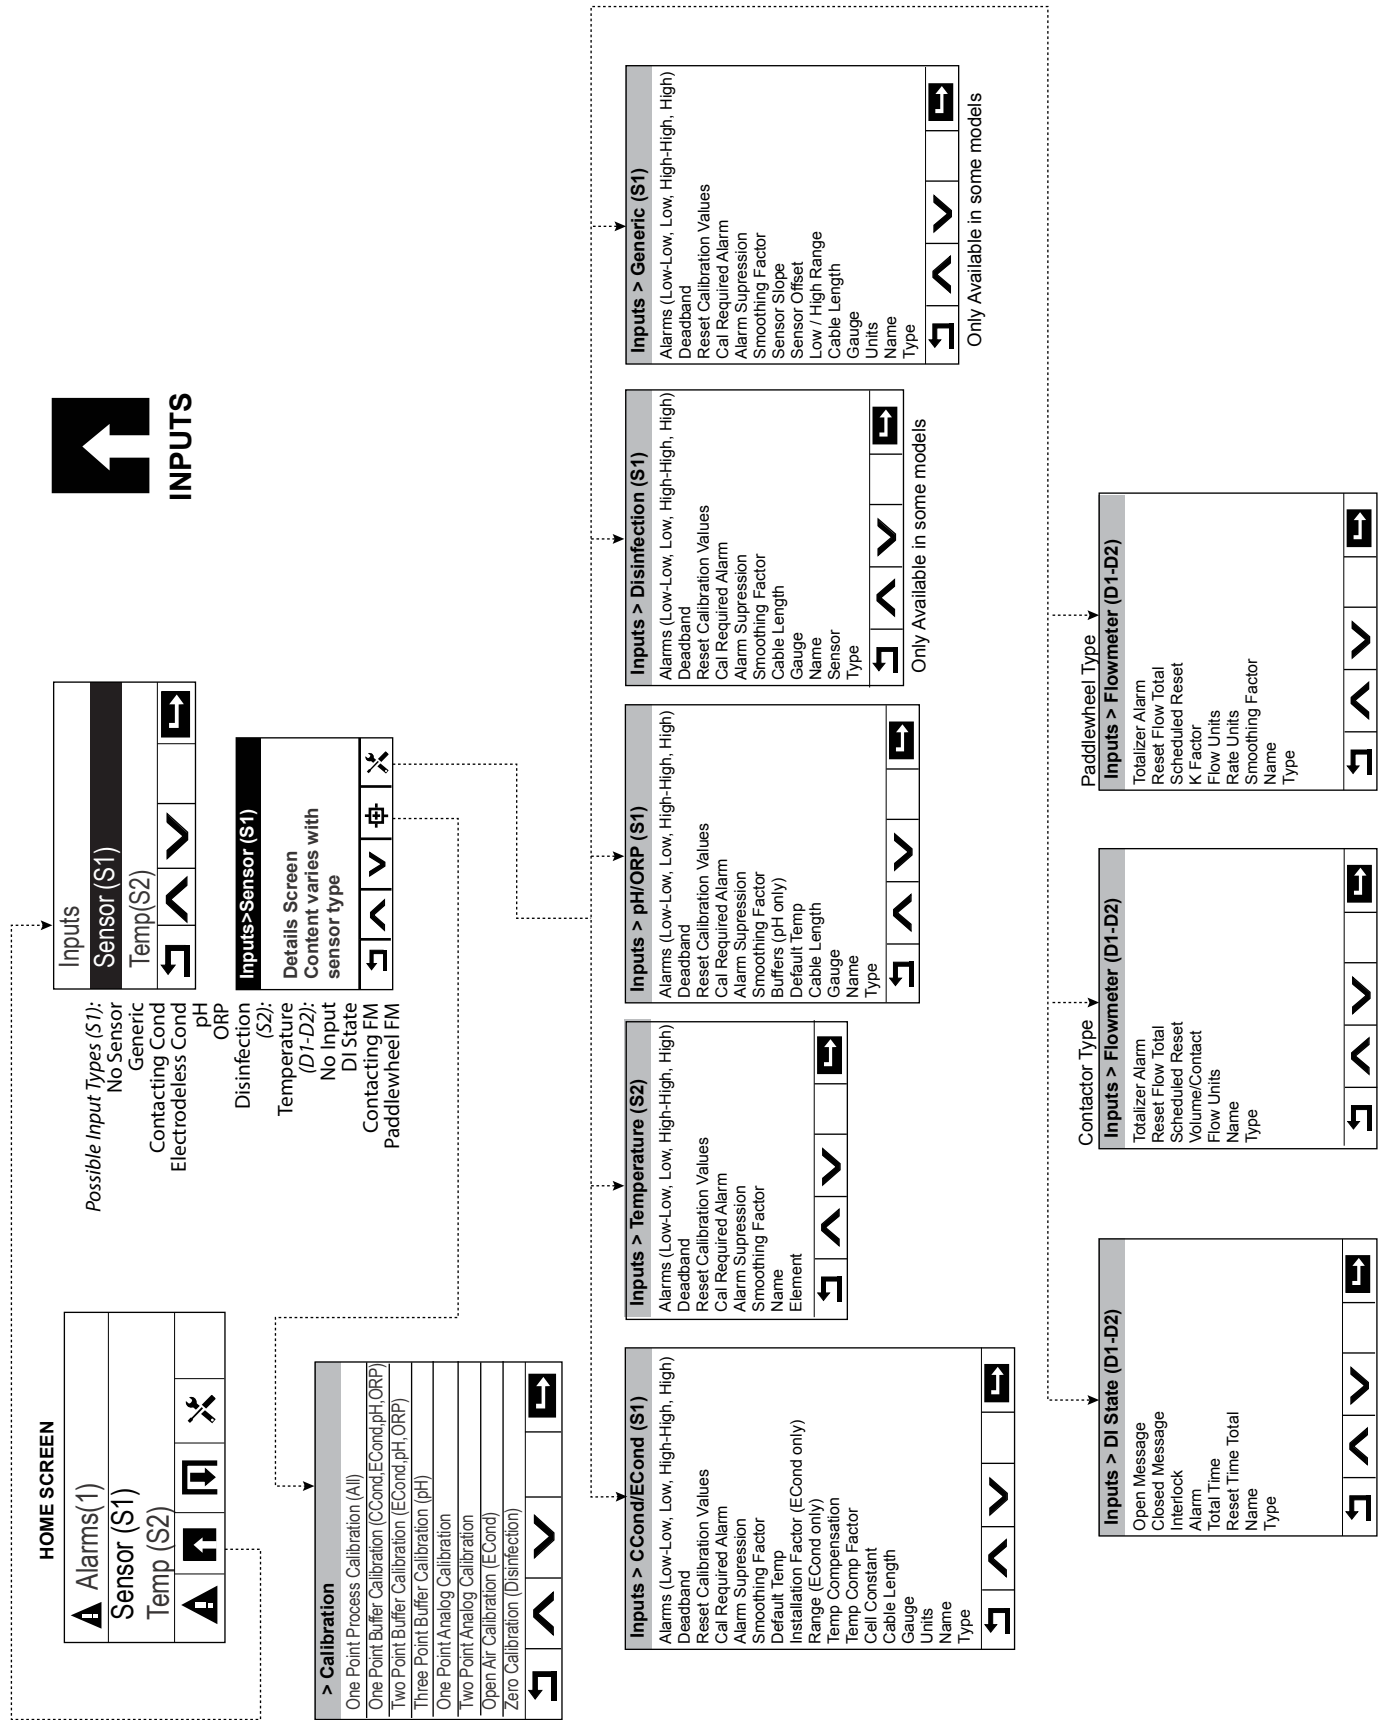 HOME SCREEN
Alarms(1)
Sensor (S1)
Temp (S2)
Inputs
Sensor (S1)
Temp(S2)
INPUTS
Possible Input Types (S1):
No Sensor
Generic
Contacting Cond
Electrodeless Cond
pH
ORP
Disinfection
(S2):
Temperature
(D1-D2):
No Input
DI State
Contacting FM
Paddlewheel FM
Inputs>Sensor (S1)
Details Screen
Content varies with
sensor type
> Calibration
One Point Process Calibration (All)
One Point Buffer Calibration (CCond,ECond,pH,ORP)
Two Point Buffer Calibration (ECond,pH,ORP)
Three Point Buffer Calibration (pH)
One Point Analog Calibration
Two Point Analog Calibration
Open Air Calibration (ECond)
Zero Calibration (Disinfection)
Inputs > CCond/ECond (S1)
Alarms (Low-Low, Low, High-High, High)
Deadband
Reset Calibration Values
Cal Required Alarm
Alarm Supression
Smoothing Factor
Default Temp
Installation Factor (ECond only)
Range (ECond only)
Temp Compensation
Temp Comp Factor
Cell Constant
Cable Length
Gauge
Units
Name
Type
Inputs > Temperature (S2)
Alarms (Low-Low, Low, High-High, High)
Deadband
Reset Calibration Values
Cal Required Alarm
Alarm Supression
Smoothing Factor
Name
Element
Inputs > pH/ORP (S1)
Alarms (Low-Low, Low, High-High, High)
Deadband
Reset Calibration Values
Cal Required Alarm
Alarm Supression
Smoothing Factor
Buffers (pH only)
Default Temp
Cable Length
Gauge
Name
Type
Inputs > Disinfection (S1)
Alarms (Low-Low, Low, High-High, High)
Deadband
Reset Calibration Values
Cal Required Alarm
Alarm Supression
Smoothing Factor
Cable Length
Gauge
Name
Sensor
Type
Only Available in some models
Inputs > Generic (S1)
Alarms (Low-Low, Low, High-High, High)
Deadband
Reset Calibration Values
Cal Required Alarm
Alarm Supression
Smoothing Factor
Sensor Slope
Sensor Offset
Low / High Range
Cable Length
Gauge
Units
Name
Type
Only Available in some models
Inputs > DI State (D1-D2)
Open Message
Closed Message
Interlock
Alarm
Total Time
Reset Time Total
Name
Type
Contactor Type
Inputs > Flowmeter (D1-D2)
Totalizer Alarm
Reset Flow Total
Scheduled Reset
Volume/Contact
Flow Units
Name
Type
Paddlewheel Type
Inputs > Flowmeter (D1-D2)
Totalizer Alarm
Reset Flow Total
Scheduled Reset
K Factor
Flow Units
Rate Units
Smoothing Factor
Name
Type